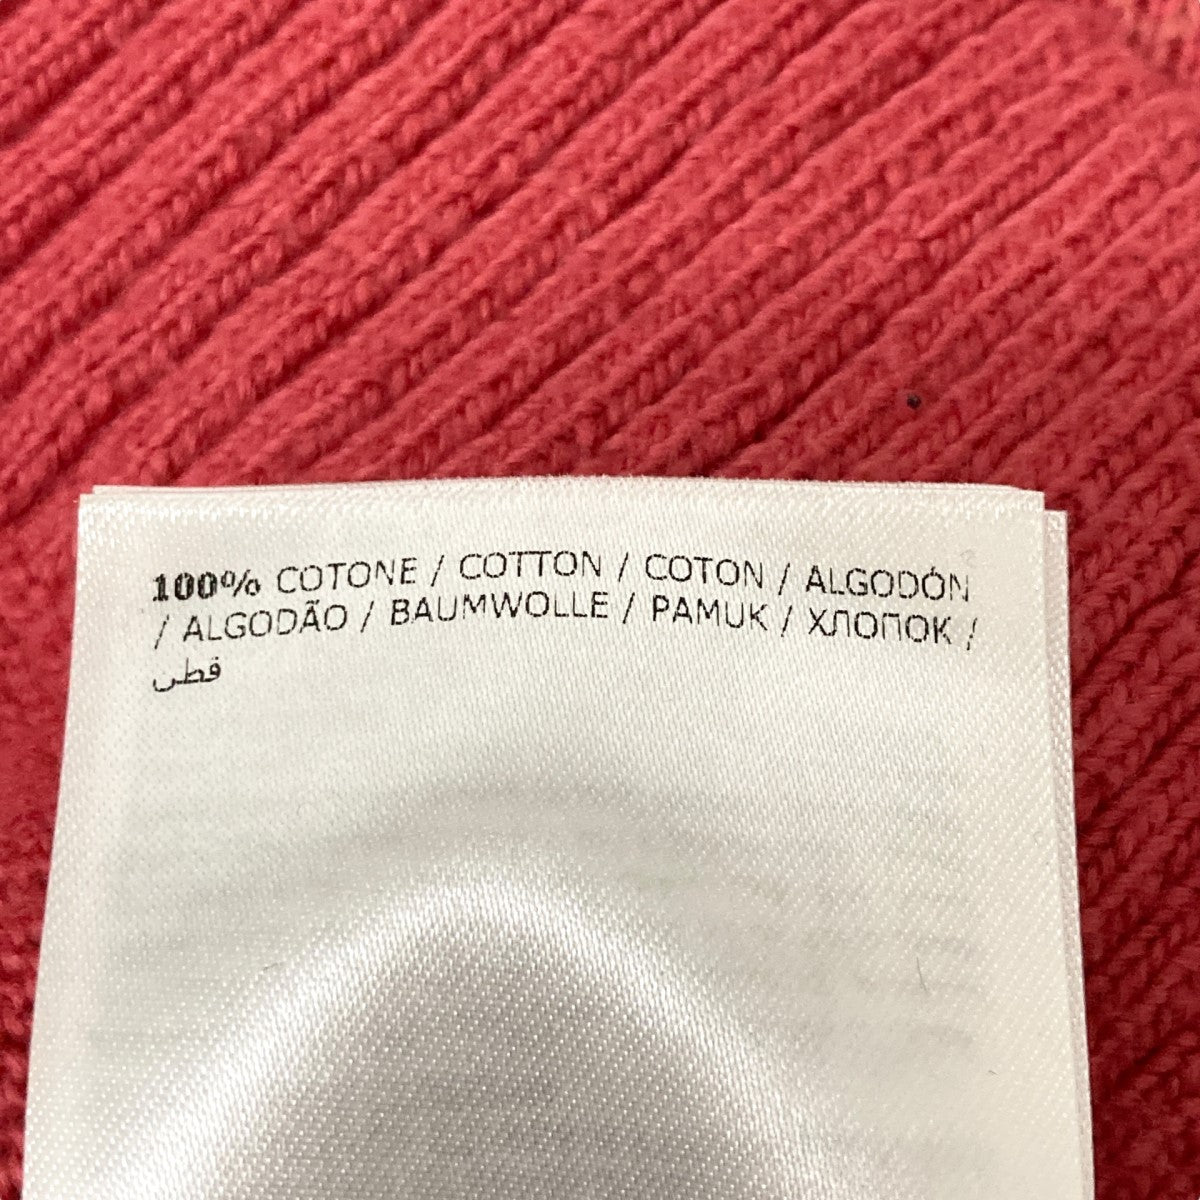 100% COTONE / COTTON / COTON / ALGODÓN
/ ALGODÃO / BAUMWOLLE / PAMUK / ХЛОПОК /
قطن